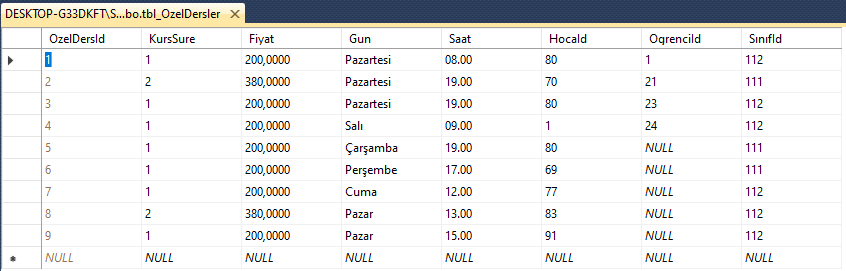 DESKTOP-G33DKFT\S...bo.tbl_OzelDersler
OzelDersId KursSure Fiyat Gun Saat HocaId OgrenciId SınıfId
1 1 200,0000 Pazartesi 08.00 80 1 112
2 2 380,0000 Pazartesi 19.00 70 21 111
3 1 200,0000 Pazartesi 19.00 80 23 112
4 1 200,0000 Salı 09.00 1 24 112
5 1 200,0000 Çarşamba 19.00 80 NULL 111
6 1 200,0000 Perşembe 17.00 69 NULL 111
7 1 200,0000 Cuma 12.00 77 NULL 112
8 2 380,0000 Pazar 13.00 83 NULL 112
9 1 200,0000 Pazar 15.00 91 NULL 112
NULL NULL NULL NULL NULL NULL NULL NULL